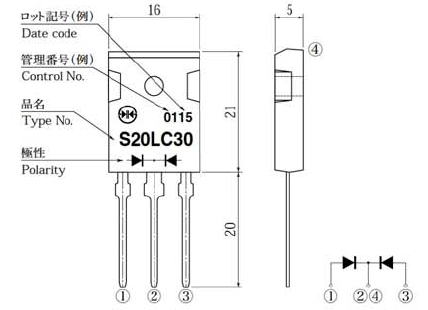 ロット記号(例)
Date code
管理番号(例)
Control No.
品名
Type No.
極性
Polarity
16
5
④
0115
S20LC30
21
20
① ② ③
① ②④ ③